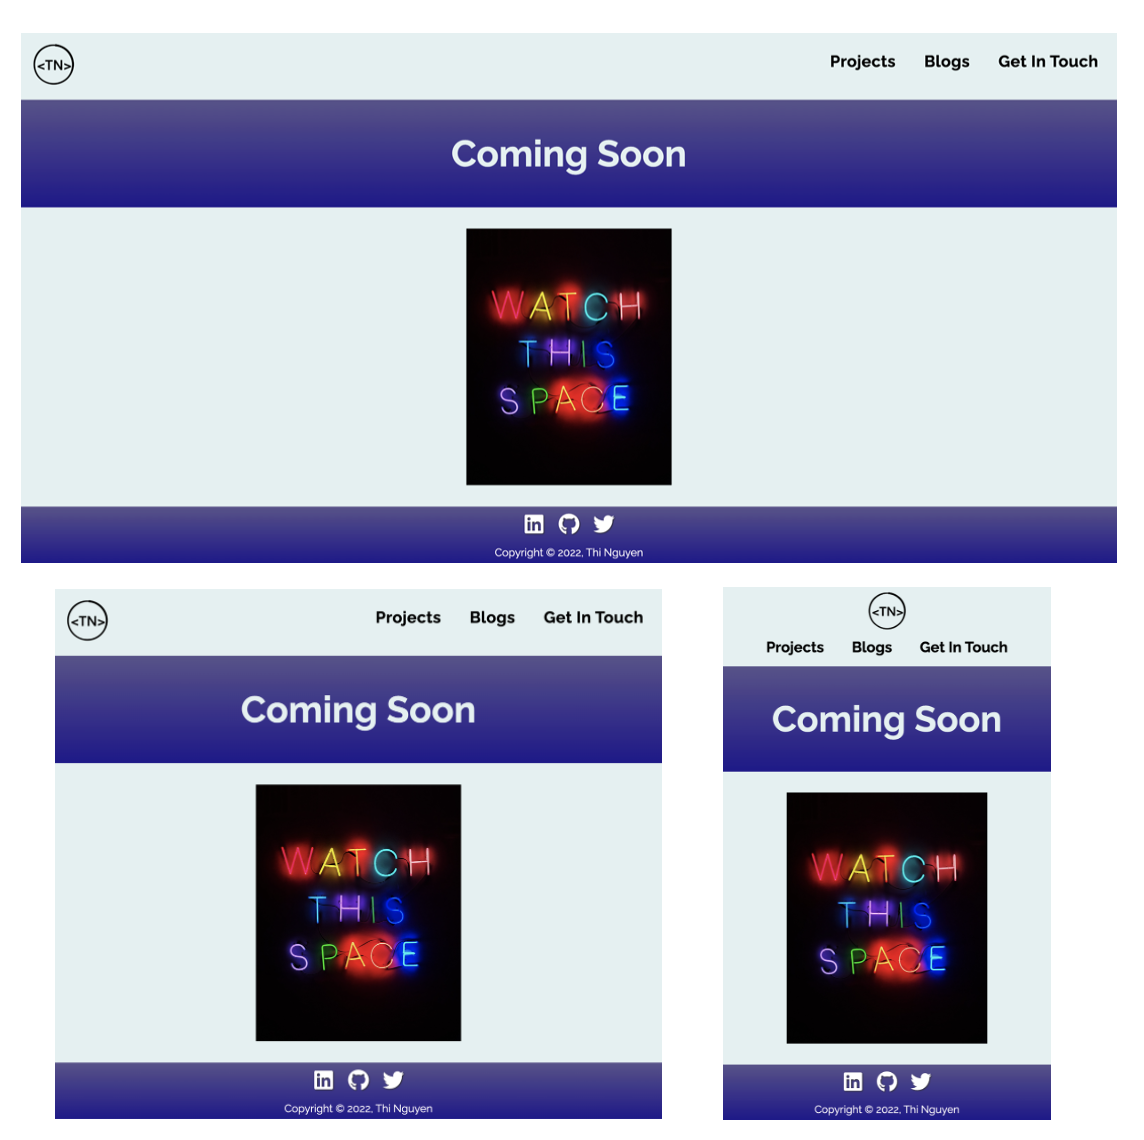 <TN>
Projects Blogs Get In Touch
Coming Soon
WATCH
THIS
SPACE
Copyright © 2022, Thi Nguyen
<TN>
Projects Blogs Get In Touch
Coming Soon
WATCH
THIS
SPACE
Copyright © 2022, Thi Nguyen
<TN>
Projects Blogs Get In Touch
Coming Soon
WATCH
THIS
SPACE
Copyright © 2022, Thi Nguyen